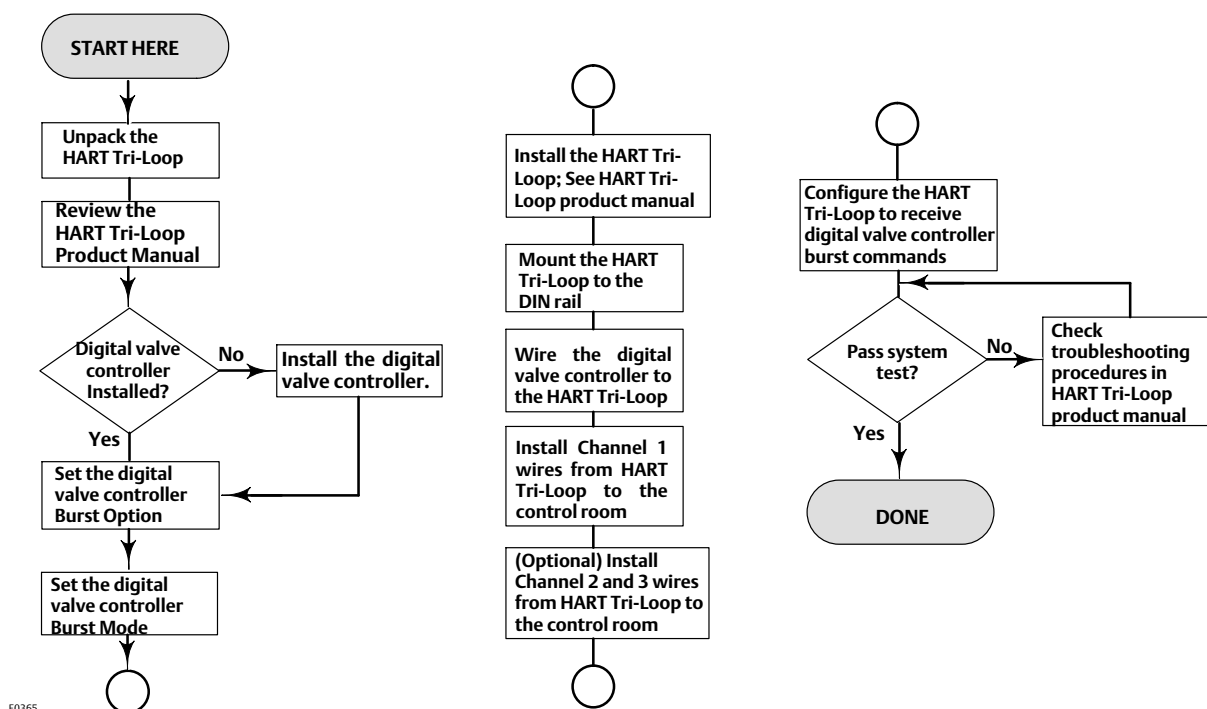 START HERE
Unpack the
HART Tri-Loop
Review the
HART Tri-Loop
Product Manual
Digital valve
controller
Installed?
No
Install the digital
valve controller.
Yes
Set the digital
valve controller
Burst Option
Set the digital
valve controller
Burst Mode
E0365
Install the HART Tri-
Loop; See HART Tri-
Loop product manual
Mount the HART
Tri-Loop to the
DIN rail
Wire the digital
valve controller to
the HART Tri-Loop
Install Channel 1
wires from HART
Tri-Loop to the
control room
(Optional) Install
Channel 2 and 3 wires
from HART Tri-Loop to
the control room
Configure the HART
Tri-Loop to receive
digital valve controller
burst commands
Pass system
test?
No
Check
troubleshooting
procedures in
HART Tri-Loop
product manual
Yes
DONE